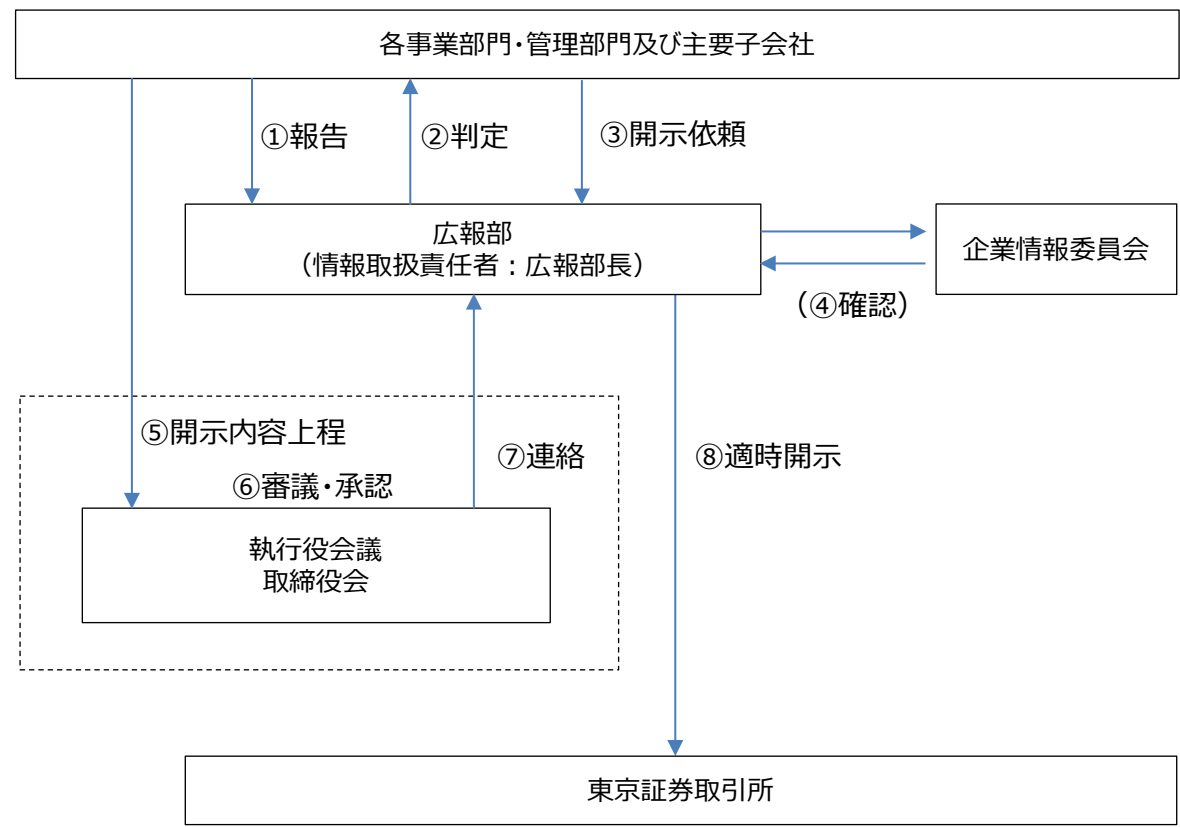 各事業部門・管理部門及び主要子会社
①報告
②判定
③開示依頼
広報部
（情報取扱責任者：広報部長）
企業情報委員会
（④確認）
⑤開示内容上程
⑥審議・承認
⑦連絡
⑧適時開示
執行役会議
取締役会
東京証券取引所